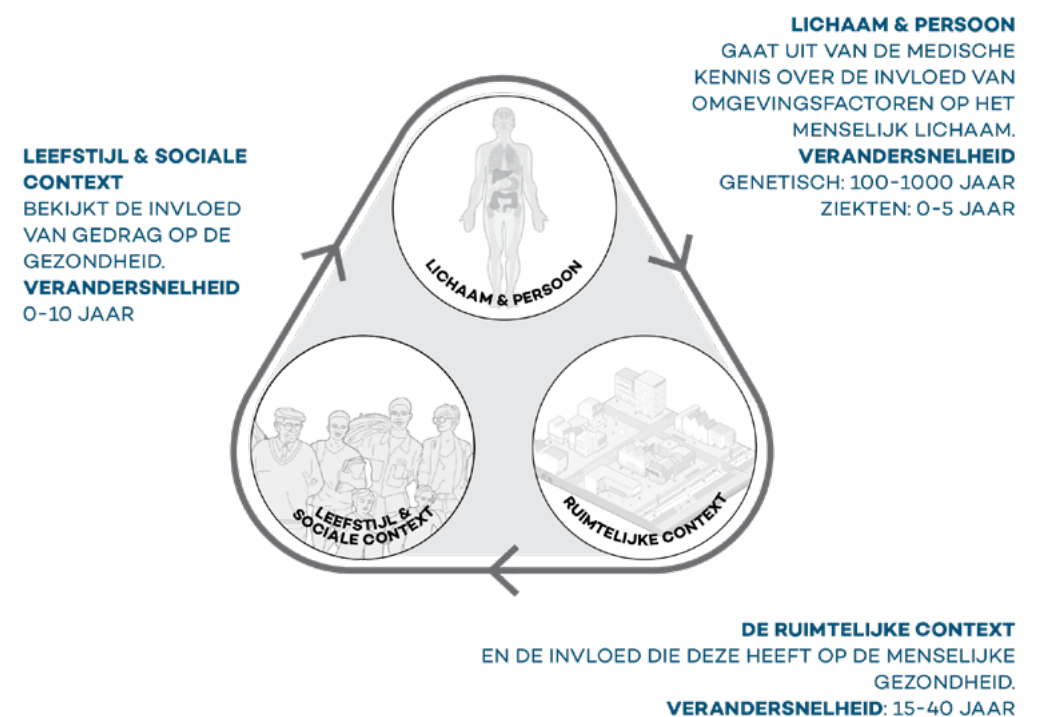 LICHAAM & PERSOON
GAAT UIT VAN DE MEDISCHE
KENNIS OVER DE INVLOED VAN
OMGEVINGSFACTOREN OP HET
MENSELIJK LICHAAM.
VERANDERSNELHEID
GENETISCH: 100-1000 JAAR
ZIEKTEN: 0-5 JAAR
LEEFSTIJL & SOCIALE
CONTEXT
BEKIJKT DE INVLOED
VAN GEDRAG OP DE
GEZONDHEID.
VERANDERSNELHEID
0-10 JAAR
LICHAAM & PERSOON
LEEFSTIJL &
SOCIALE CONTEXT
RUIMTELIJKE CONTEXT
DE RUIMTELIJKE CONTEXT
EN DE INVLOED DIE DEZE HEEFT OP DE MENSELIJKE
GEZONDHEID.
VERANDERSNELHEID: 15-40 JAAR